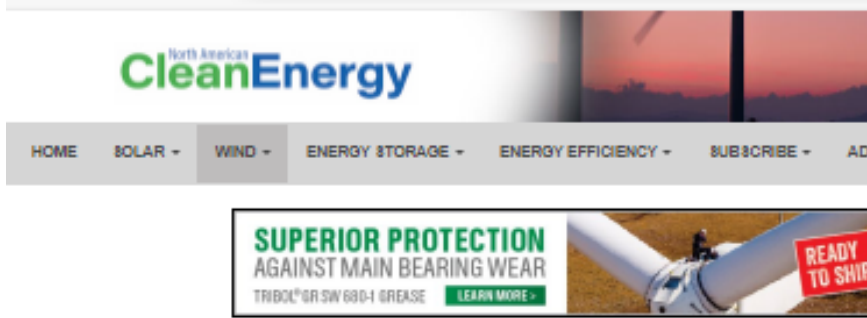 North American
CleanEnergy
HOME SOLAR WIND ENERGY STORAGE ENERGY EFFICIENCY SUBSCRIBE AD
SUPERIOR PROTECTION
AGAINST MAIN BEARING WEAR
TRIBOL® GR SW 680-1 GREASE LEARN MORE >
READY
TO SHIP